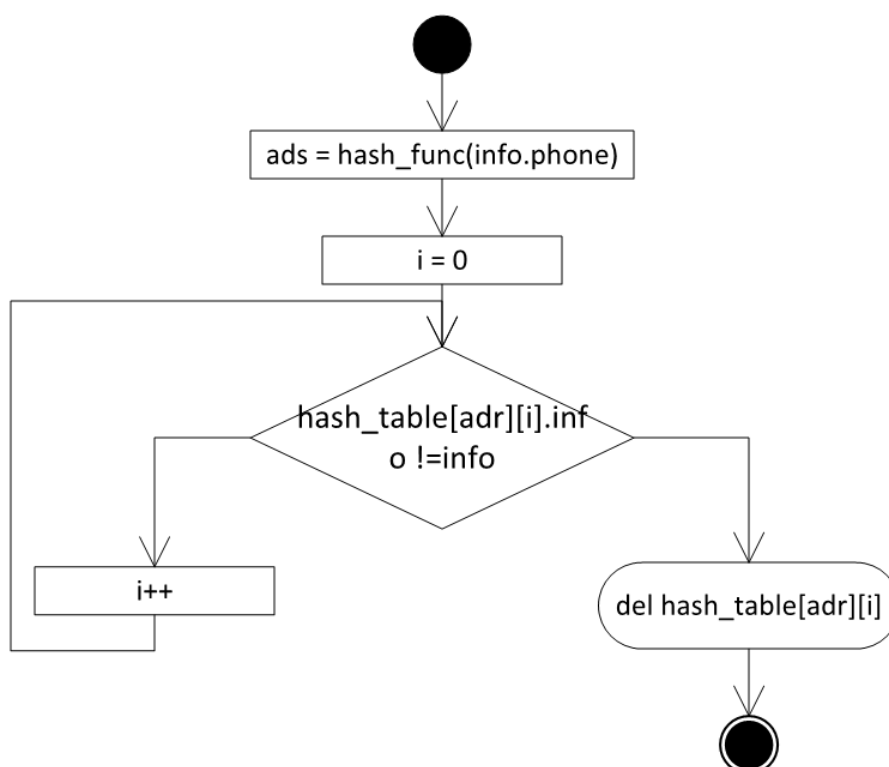 ads = hash_func(info.phone)
i = 0
hash_table[adr][i].inf
o !=info
i++
del hash_table[adr][i]